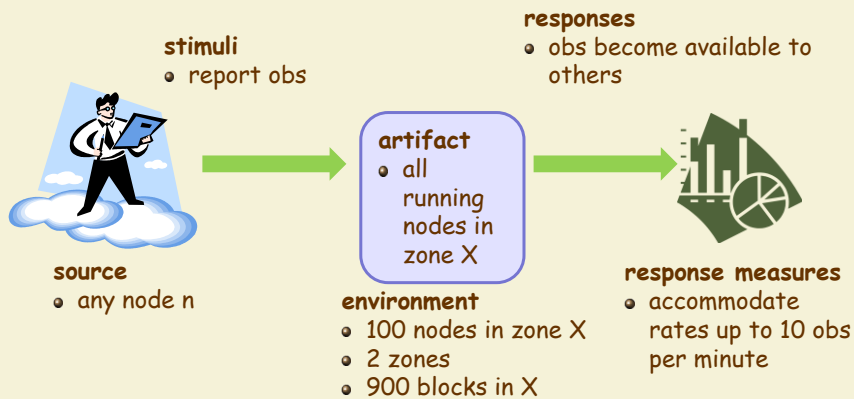 stimuli
report obs
responses
obs become available to
others
artifact
all
running
nodes in
zone X
source
any node n
environment
100 nodes in zone X
2 zones
900 blocks in X
response measures
accommodate
rates up to 10 obs
per minute